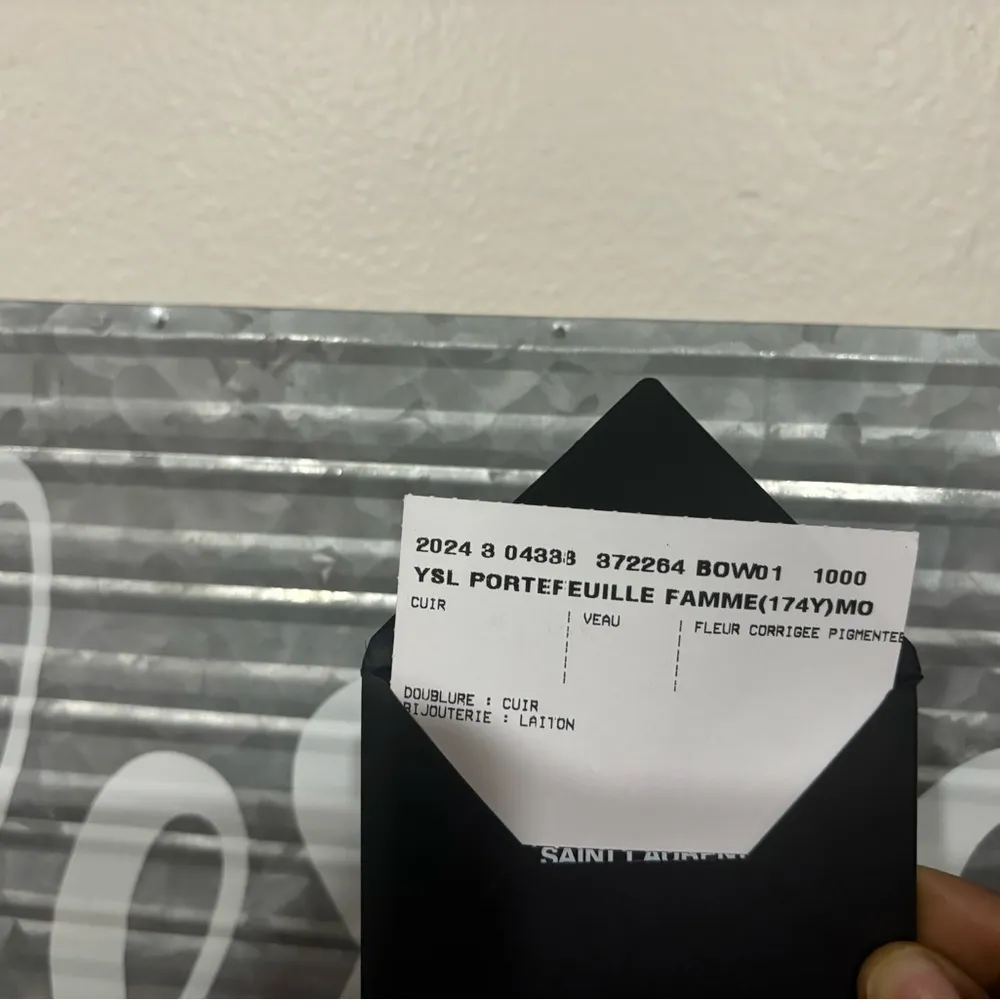 2024 3 04338 372264 BOW01 1000
YSL PORTEFEUILLE FAMME(174Y)MO
CUIR VEAU FLEUR CORRIGEE PIGMENTEE
DOUBLURE : CUIR
BIJOUTERIE : LAITON
SAINT LAURENT